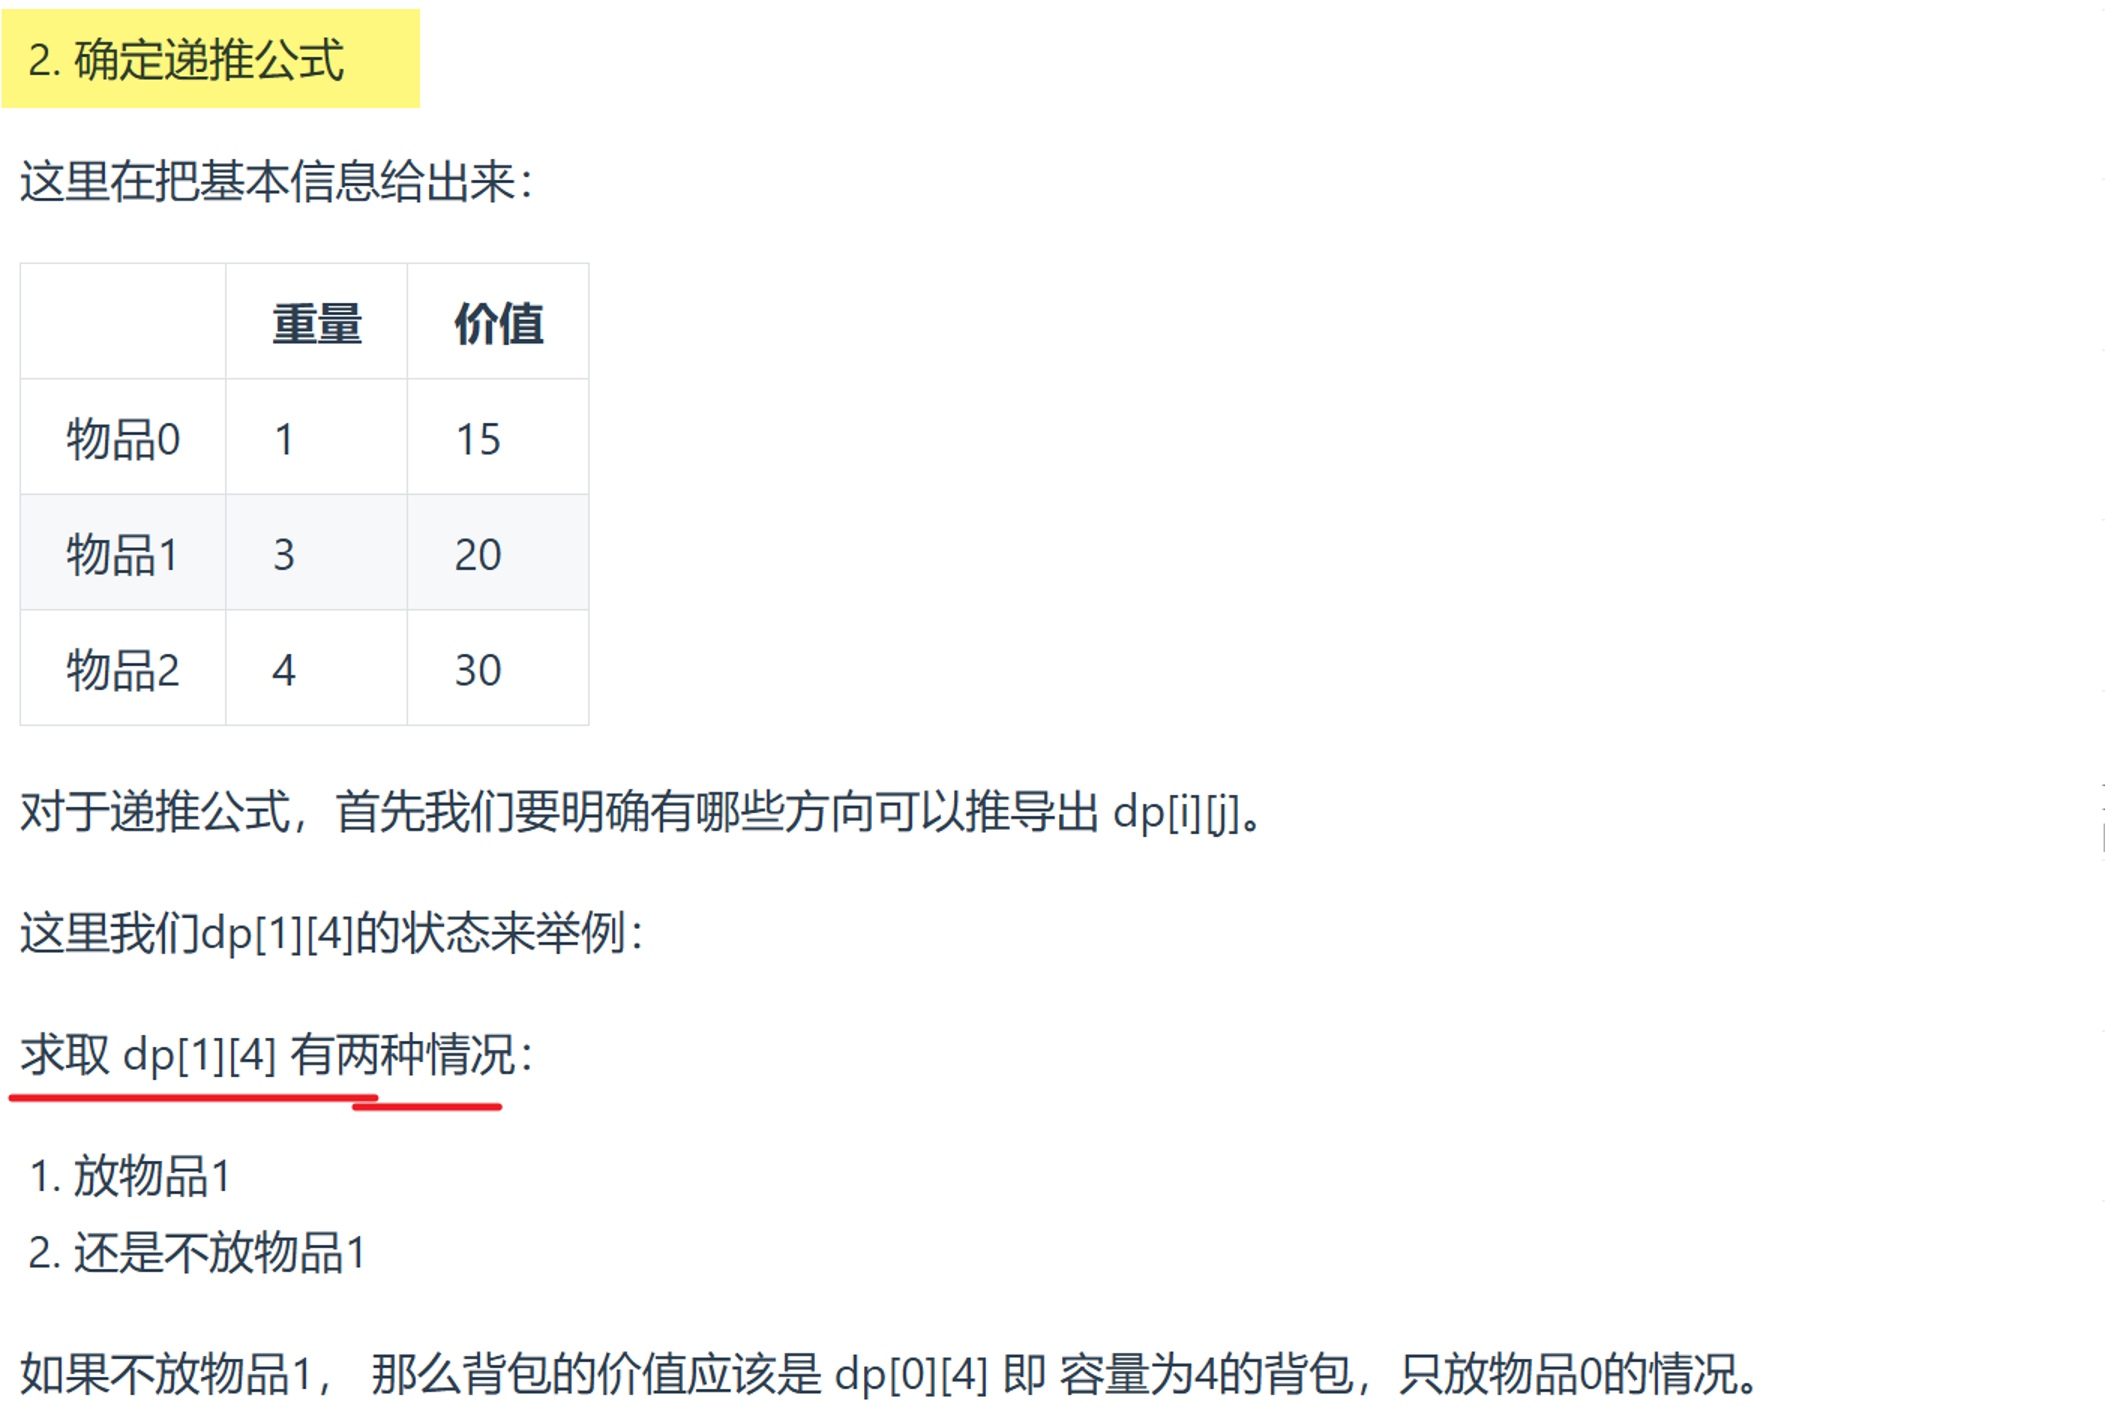 2. 确定递推公式
这里在把基本信息给出来：
重量 价值
物品0 1 15
物品1 3 20
物品2 4 30
对于递推公式，首先我们要明确有哪些方向可以推导出 dp[i][j]。
这里我们dp[1][4]的状态来举例：
求取 dp[1][4] 有两种情况：
1. 放物品1
2. 还是不放物品1
如果不放物品1， 那么背包的价值应该是 dp[0][4] 即 容量为4的背包，只放物品0的情况。